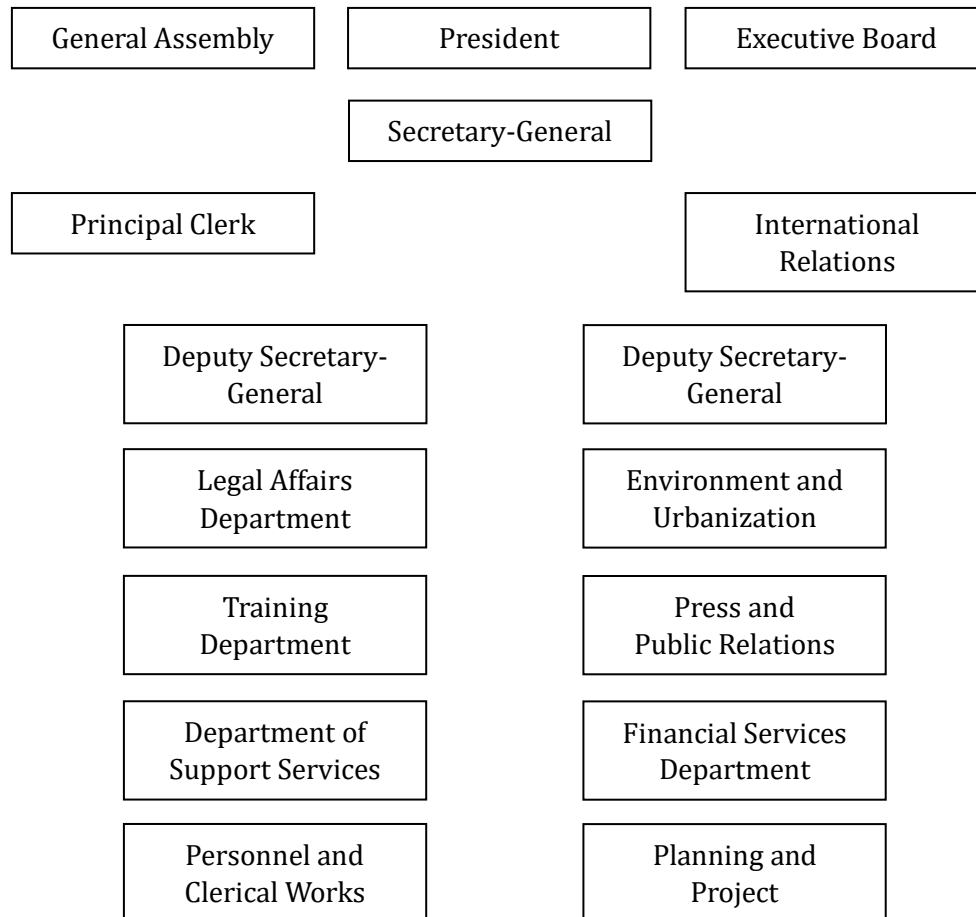 General Assembly
President
Executive Board
Secretary-General
Principal Clerk
International
Relations
Deputy Secretary-
General
Deputy Secretary-
General
Legal Affairs
Department
Environment and
Urbanization
Training
Department
Press and
Public Relations
Department of
Support Services
Financial Services
Department
Personnel and
Clerical Works
Planning and
Project